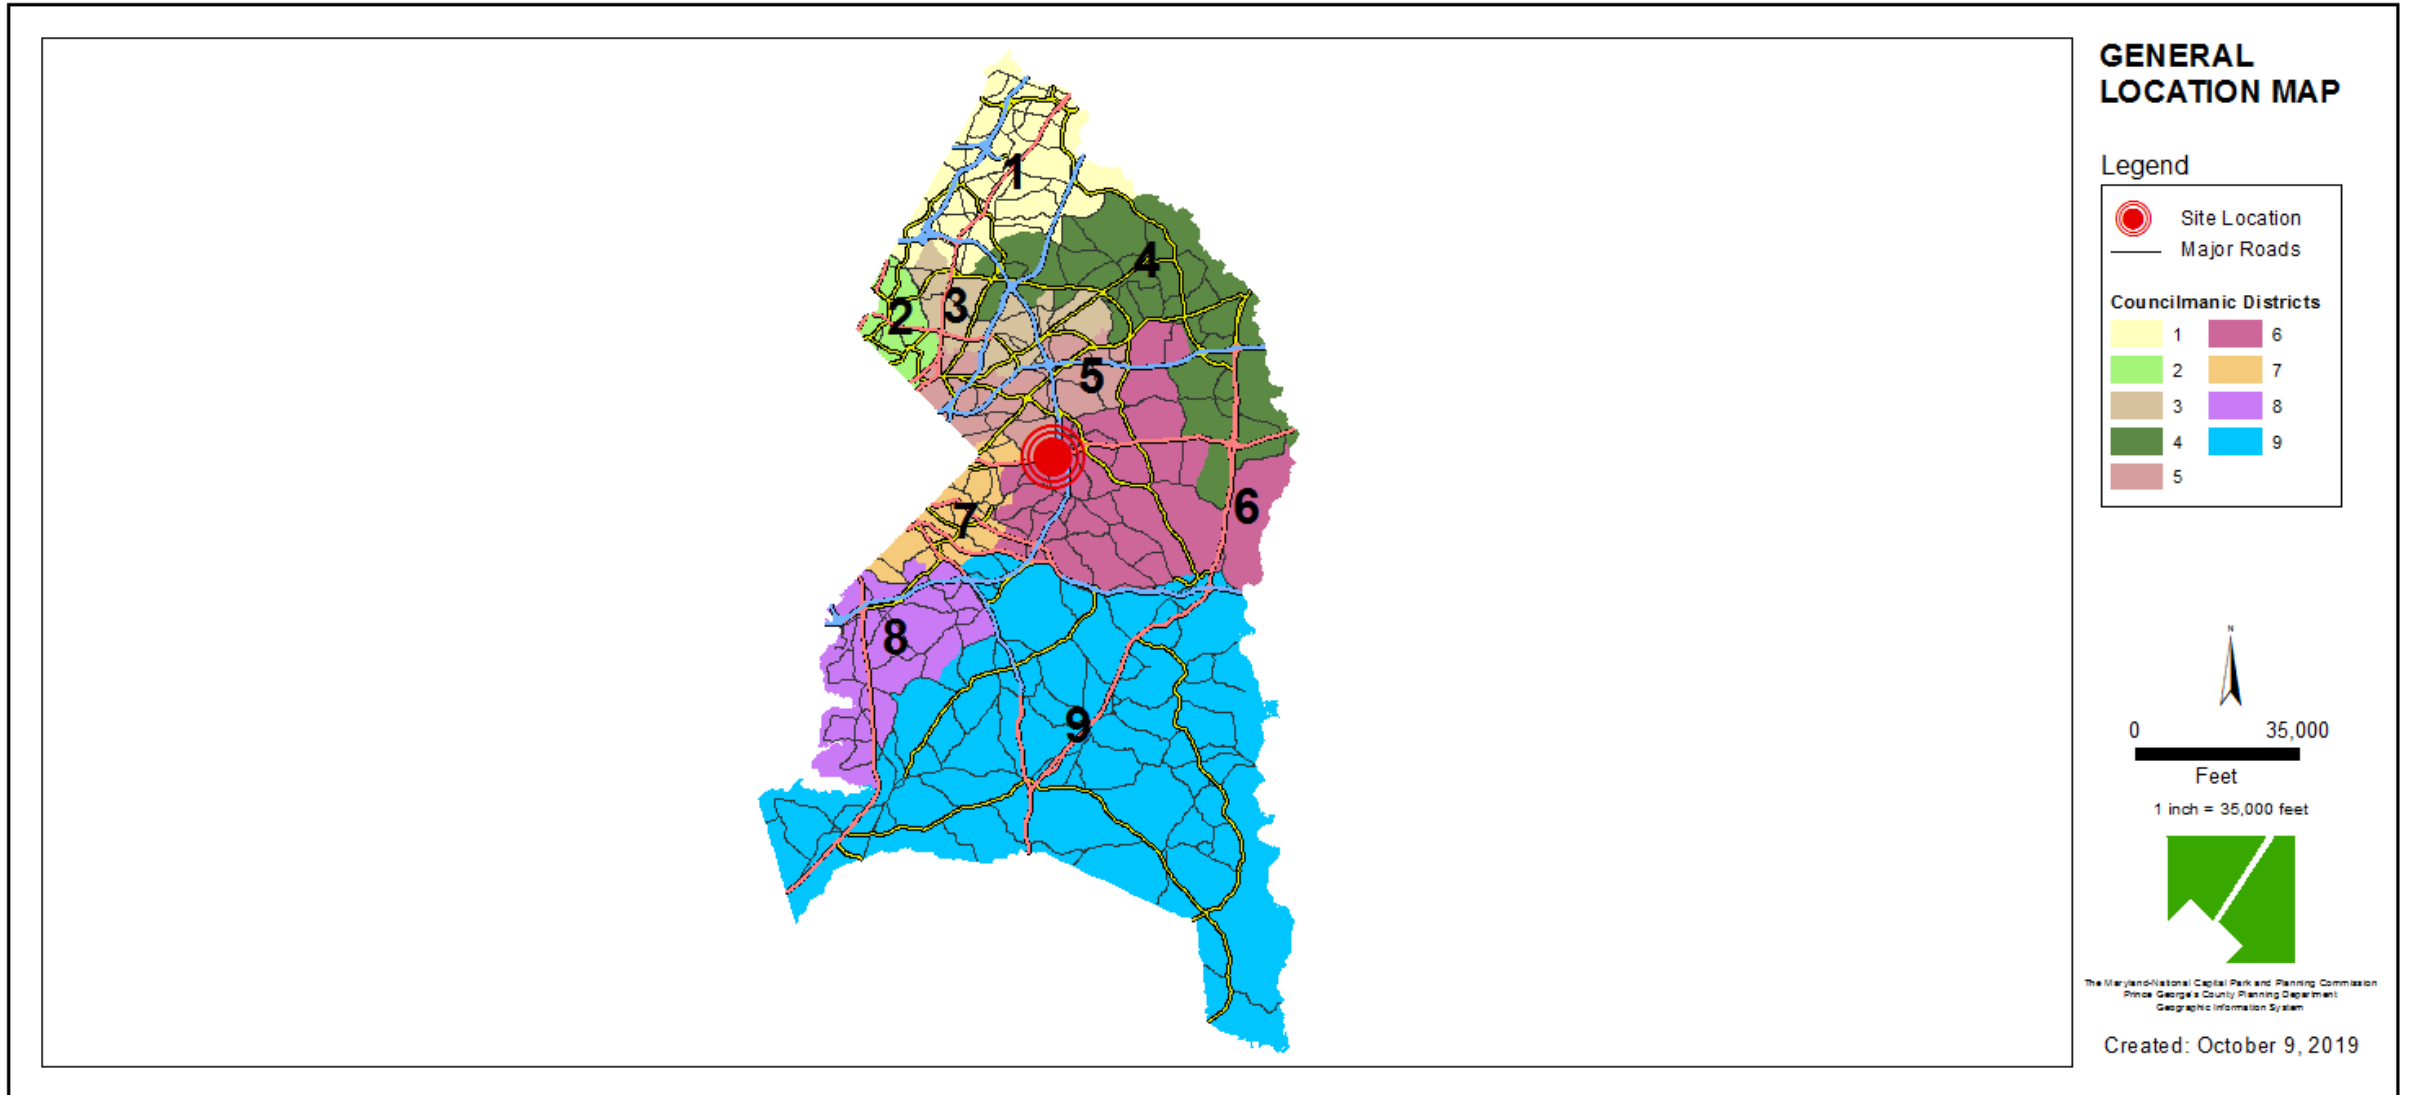 GENERAL
LOCATION MAP
Legend
Site Location
Major Roads
Councilmanic Districts
1 6
2 7
3 8
4 9
5
1
4
2
3
5
6
7
8
9
N
0 35,000
Feet
1 inch = 35,000 feet
The Maryland-National Capital Park and Planning Commission
Prince George's County Planning Department
Geographic Information System
Created: October 9, 2019